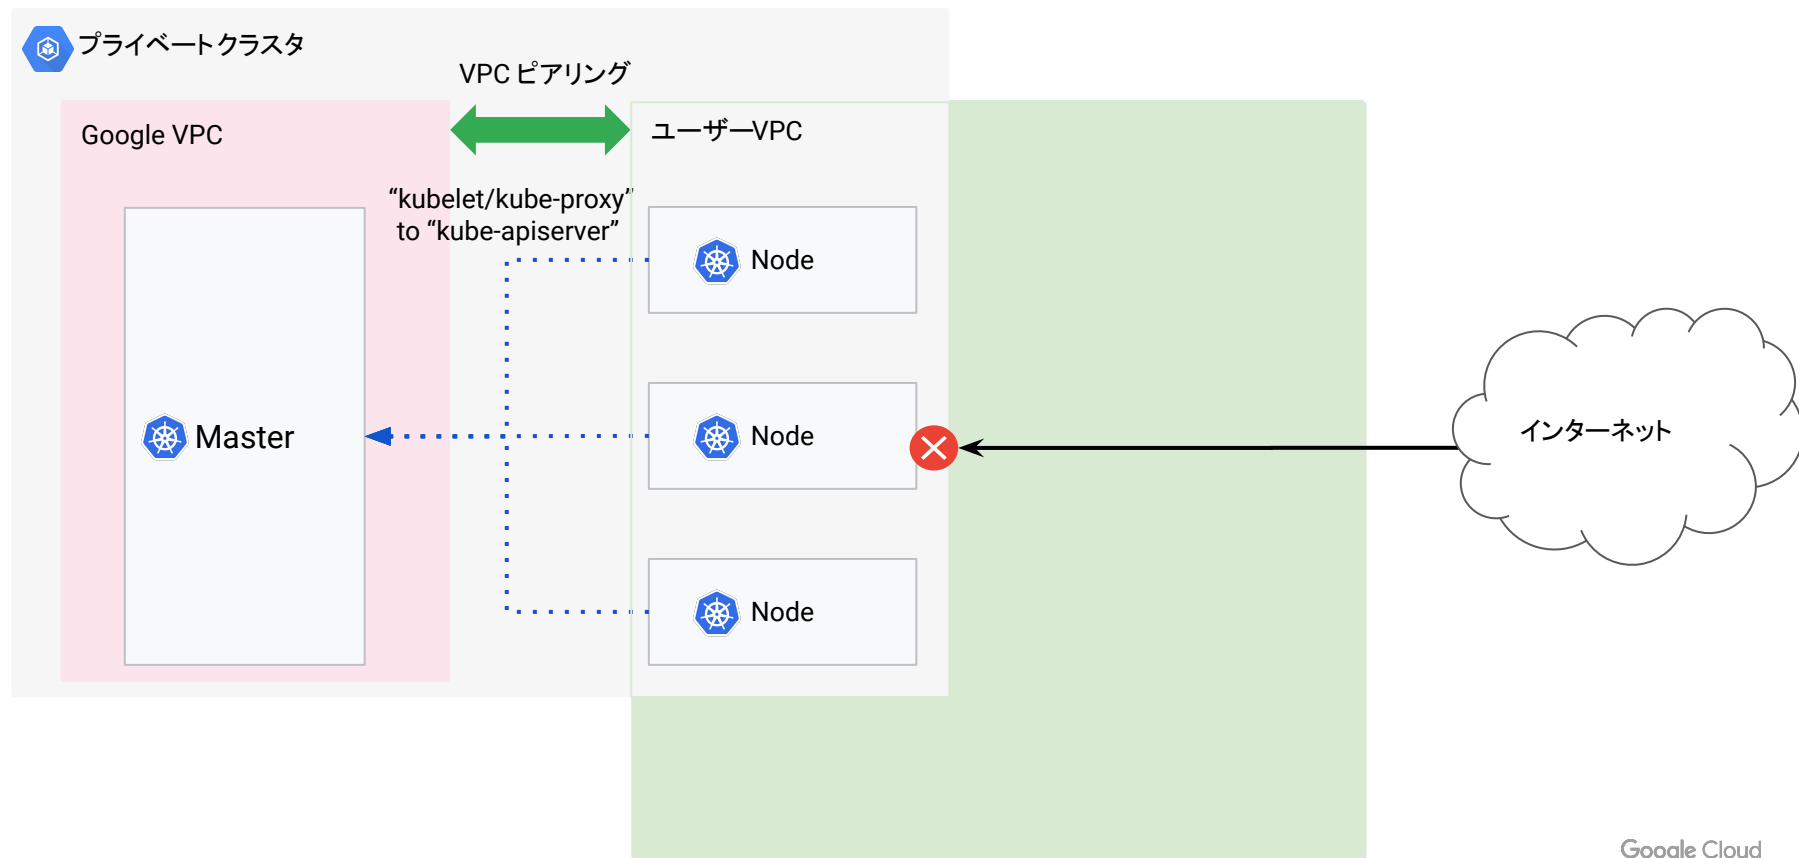 プライベート クラスタ
VPC ピアリング
Google VPC
ユーザーVPC
“kubelet/kube-proxy”
to “kube-apiserver”
Node
Master
Node
インターネット
Node
Google Cloud